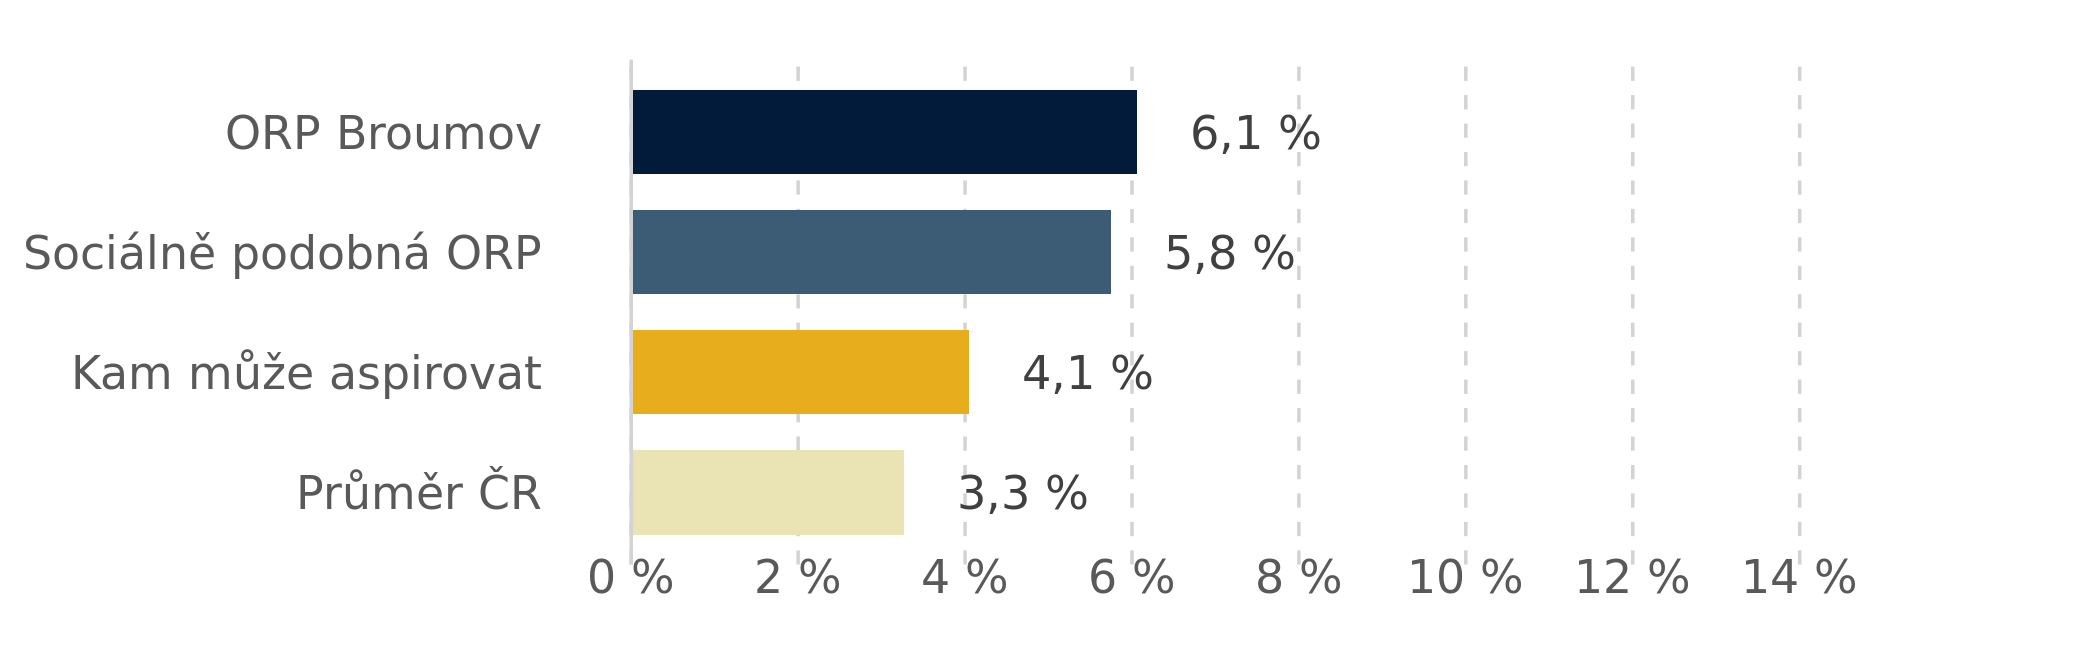 ORP Broumov 6,1 %
Sociálně podobná ORP 5,8 %
Kam může aspirovat 4,1 %
Průměr ČR 3,3 %
0 % 2 % 4 % 6 % 8 % 10 % 12 % 14 %